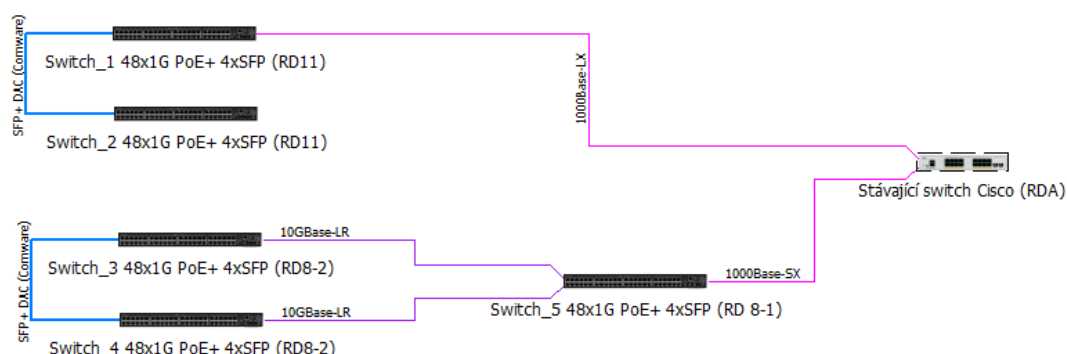 SFP + DAC (Comware)
Switch_1 48x1G PoE+ 4xSFP (RD11)
1000Base-LX
Switch_2 48x1G PoE+ 4xSFP (RD11)
Stávající switch Cisco (RDA)
SFP + DAC (Comware)
10GBase-LR
Switch_3 48x1G PoE+ 4xSFP (RD8-2)
1000Base-SX
Switch_5 48x1G PoE+ 4xSFP (RD 8-1)
10GBase-LR
Switch_4 48x1G PoE+ 4xSFP (RD8-2)